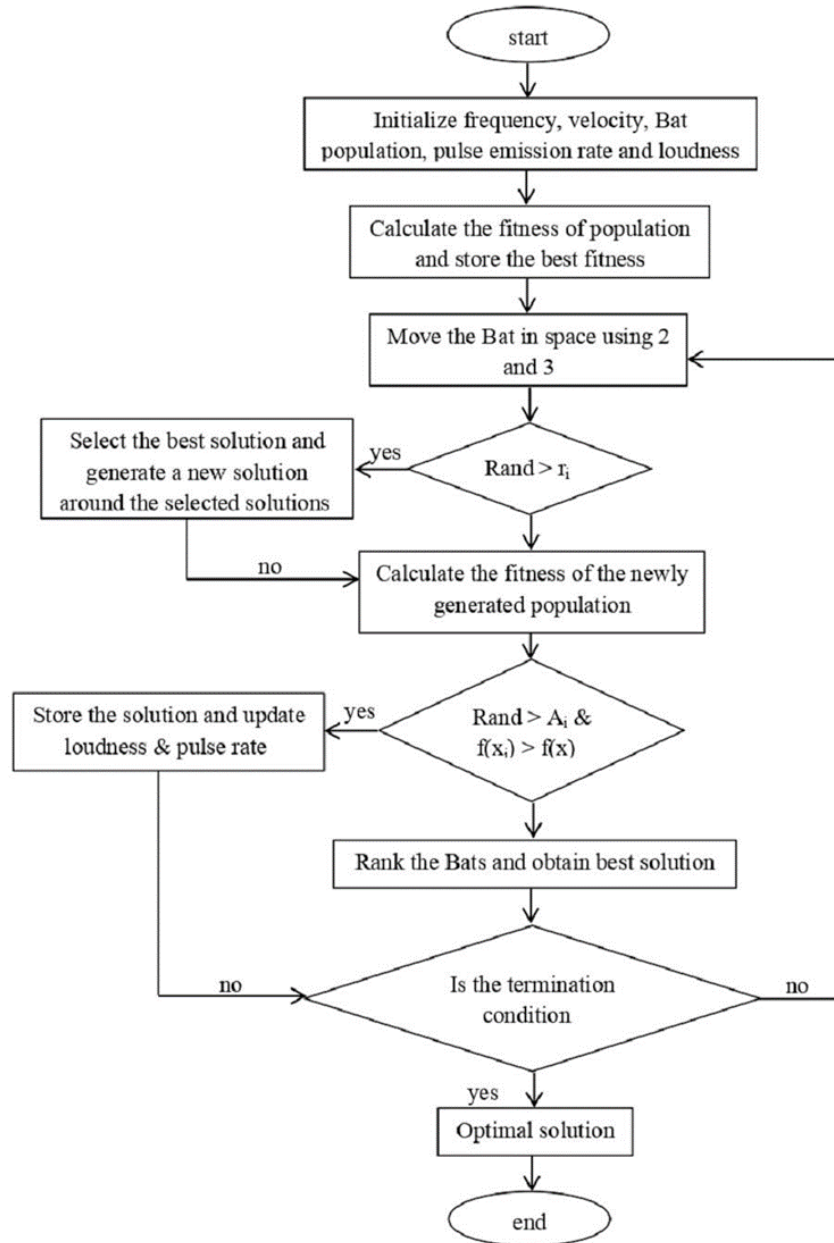 start
Initialize frequency, velocity, Bat
population, pulse emission rate and loudness
Calculate the fitness of population
and store the best fitness
Move the Bat in space using 2
and 3
Select the best solution and
generate a new solution
around the selected solutions
yes
Rand > rᵢ
no
Calculate the fitness of the newly
generated population
Store the solution and update
loudness & pulse rate
yes
Rand > Aᵢ &
f(xᵢ) > f(x)
Rank the Bats and obtain best solution
no
Is the termination
condition
no
yes
Optimal solution
end